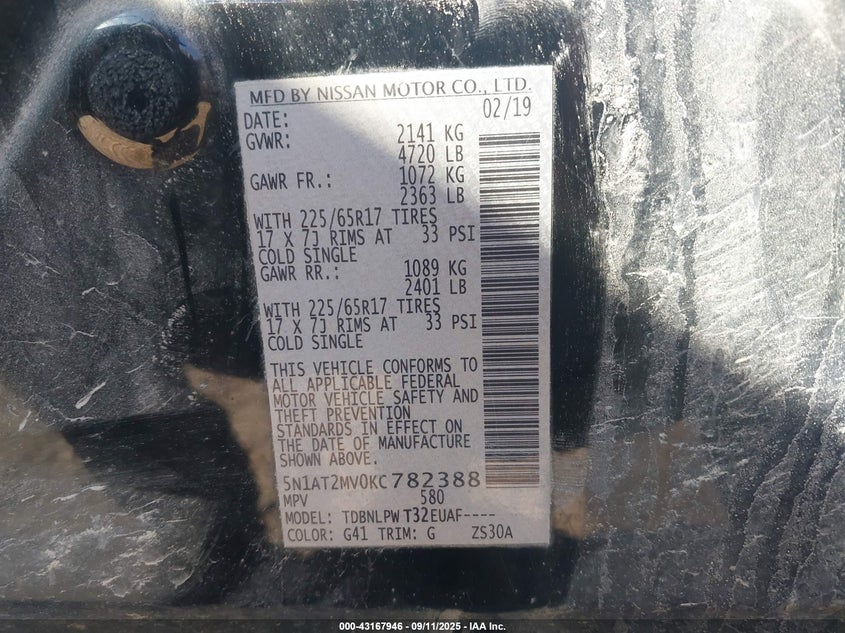 MFD BY NISSAN MOTOR CO., LTD.
DATE: 02/19
GVWR: 2141 KG
4720 LB
GAWR FR.: 1072 KG
2363 LB
WITH 225/65R17 TIRES
17 X 7J RIMS AT 33 PSI
COLD SINGLE
GAWR RR.: 1089 KG
2401 LB
WITH 225/65R17 TIRES
17 X 7J RIMS AT 33 PSI
COLD SINGLE
THIS VEHICLE CONFORMS TO
ALL APPLICABLE FEDERAL
MOTOR VEHICLE SAFETY AND
THEFT PREVENTION
STANDARDS IN EFFECT ON
THE DATE OF MANUFACTURE
SHOWN ABOVE.
5N1AT2MV0KC782388
MPV 580
MODEL: TDBNLPW T32EUAF----
COLOR: G41 TRIM: G ZS30A
000-43167946 - 09/11/2025 - IAA Inc.